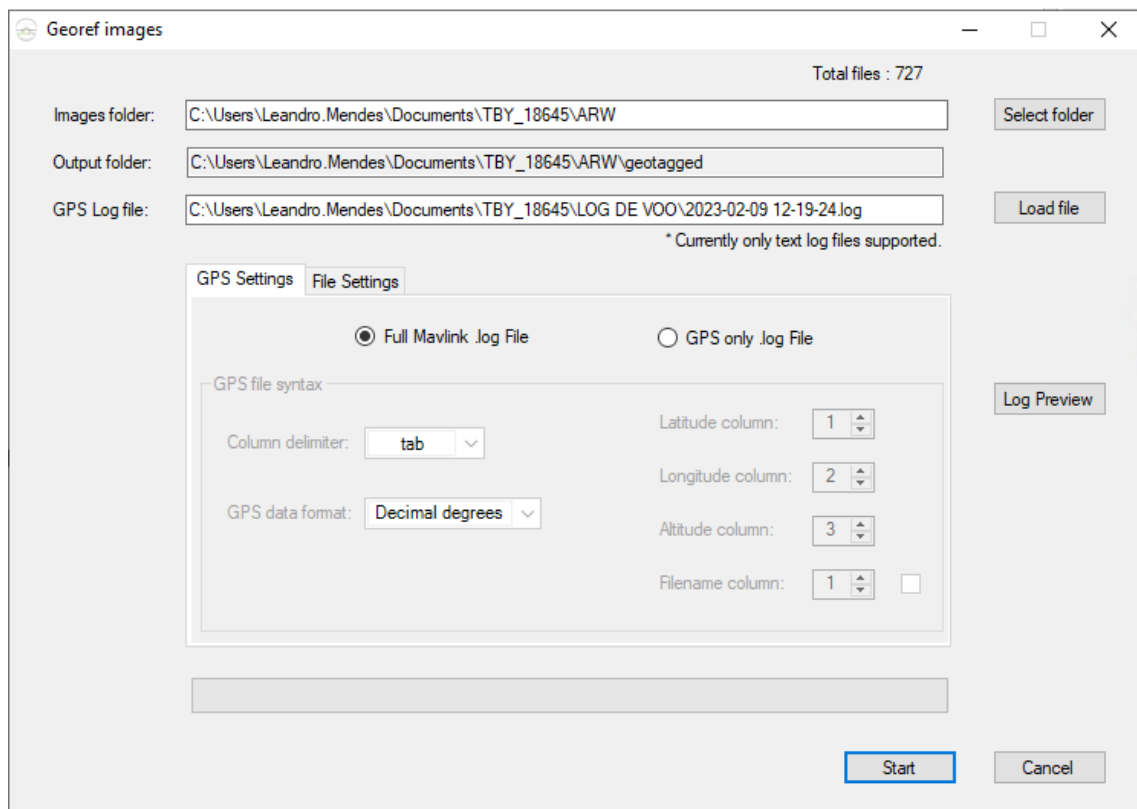 Georef images
Total files : 727
Images folder: C:\Users\Leandro.Mendes\Documents\TBY_18645\ARW Select folder
Output folder: C:\Users\Leandro.Mendes\Documents\TBY_18645\ARW\geotagged
GPS Log file: C:\Users\Leandro.Mendes\Documents\TBY_18645\LOG DE VOO\2023-02-09 12-19-24.log Load file
* Currently only text log files supported.
GPS Settings File Settings
Full Mavlink .log File GPS only .log File
GPS file syntax
Log Preview
Column delimiter: tab
Latitude column: 1
Longitude column: 2
GPS data format: Decimal degrees
Altitude column: 3
Filename column: 1
Start Cancel